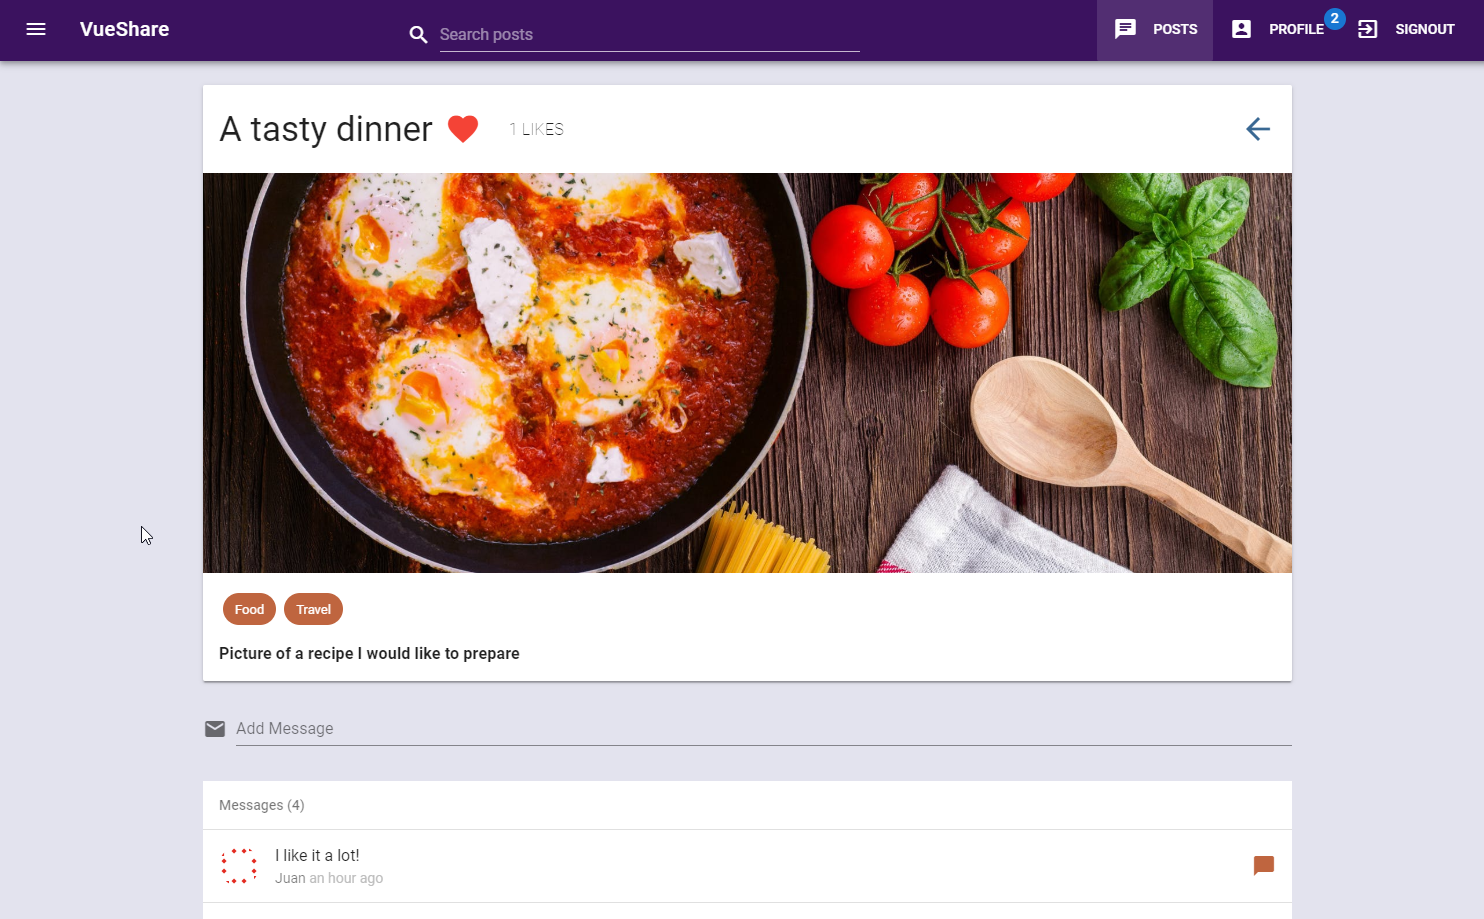 VueShare
Search posts
POSTS
PROFILE
2
SIGNOUT
A tasty dinner
1 LIKES
Food
Travel
Picture of a recipe I would like to prepare
Add Message
Messages (4)
I like it a lot!
Juan an hour ago